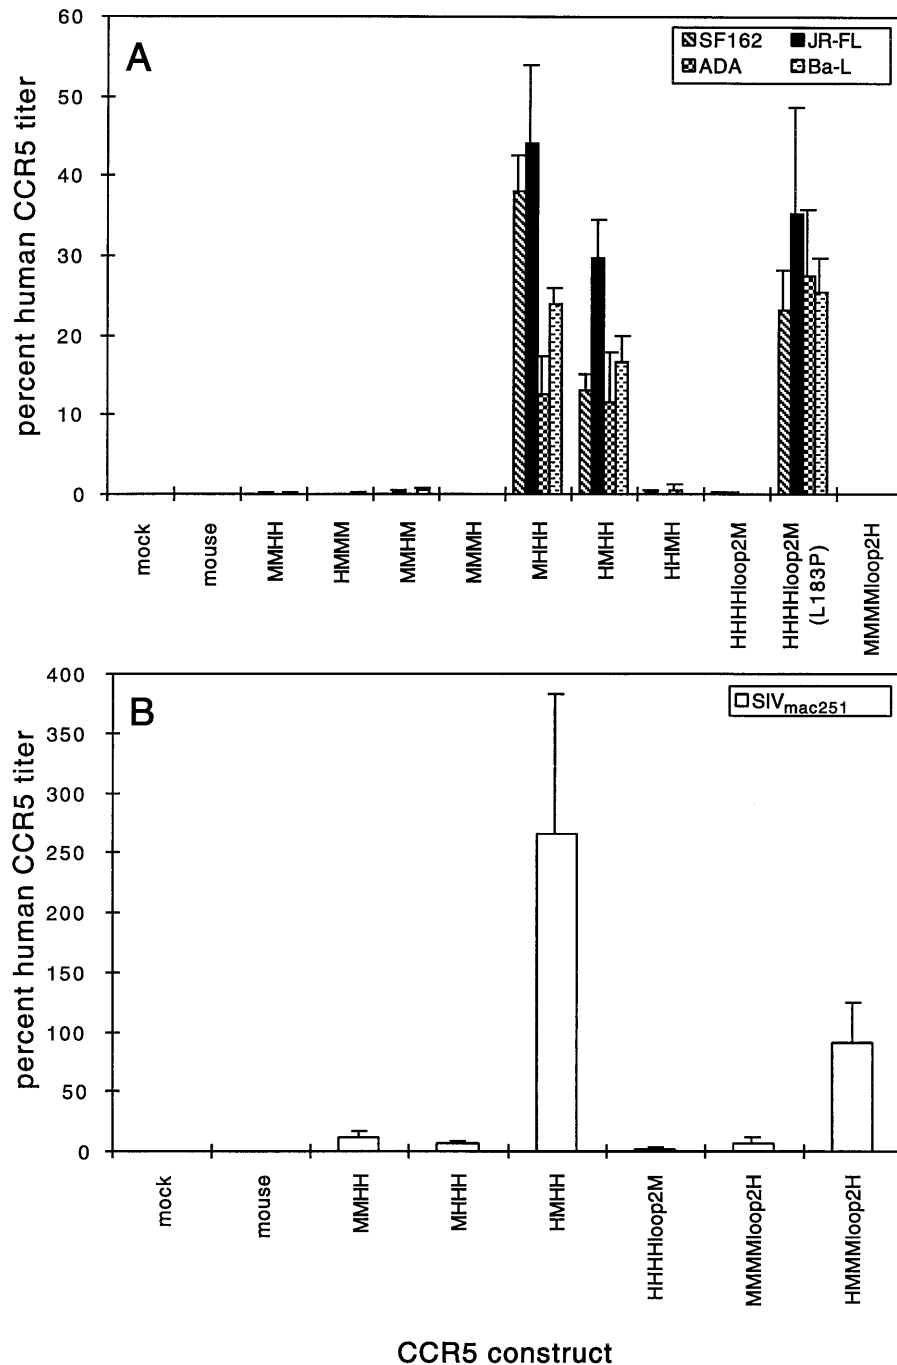 A
SF162 JR-FL
ADA Ba-L
percent human CCR5 titer
60
50
40
30
20
10
0
mock
mouse
MMHH
HMMM
MMHM
MMMH
MHHH
HMHH
HHMH
HHHHloop2M
HHHHloop2M
(L183P)
MMMMloop2H
B
SIVmac251
percent human CCR5 titer
400
350
300
250
200
150
100
50
0
mock
mouse
MMHH
MHHH
HMHH
HHHHloop2M
MMMMloop2H
HMMMloop2H
CCR5 construct